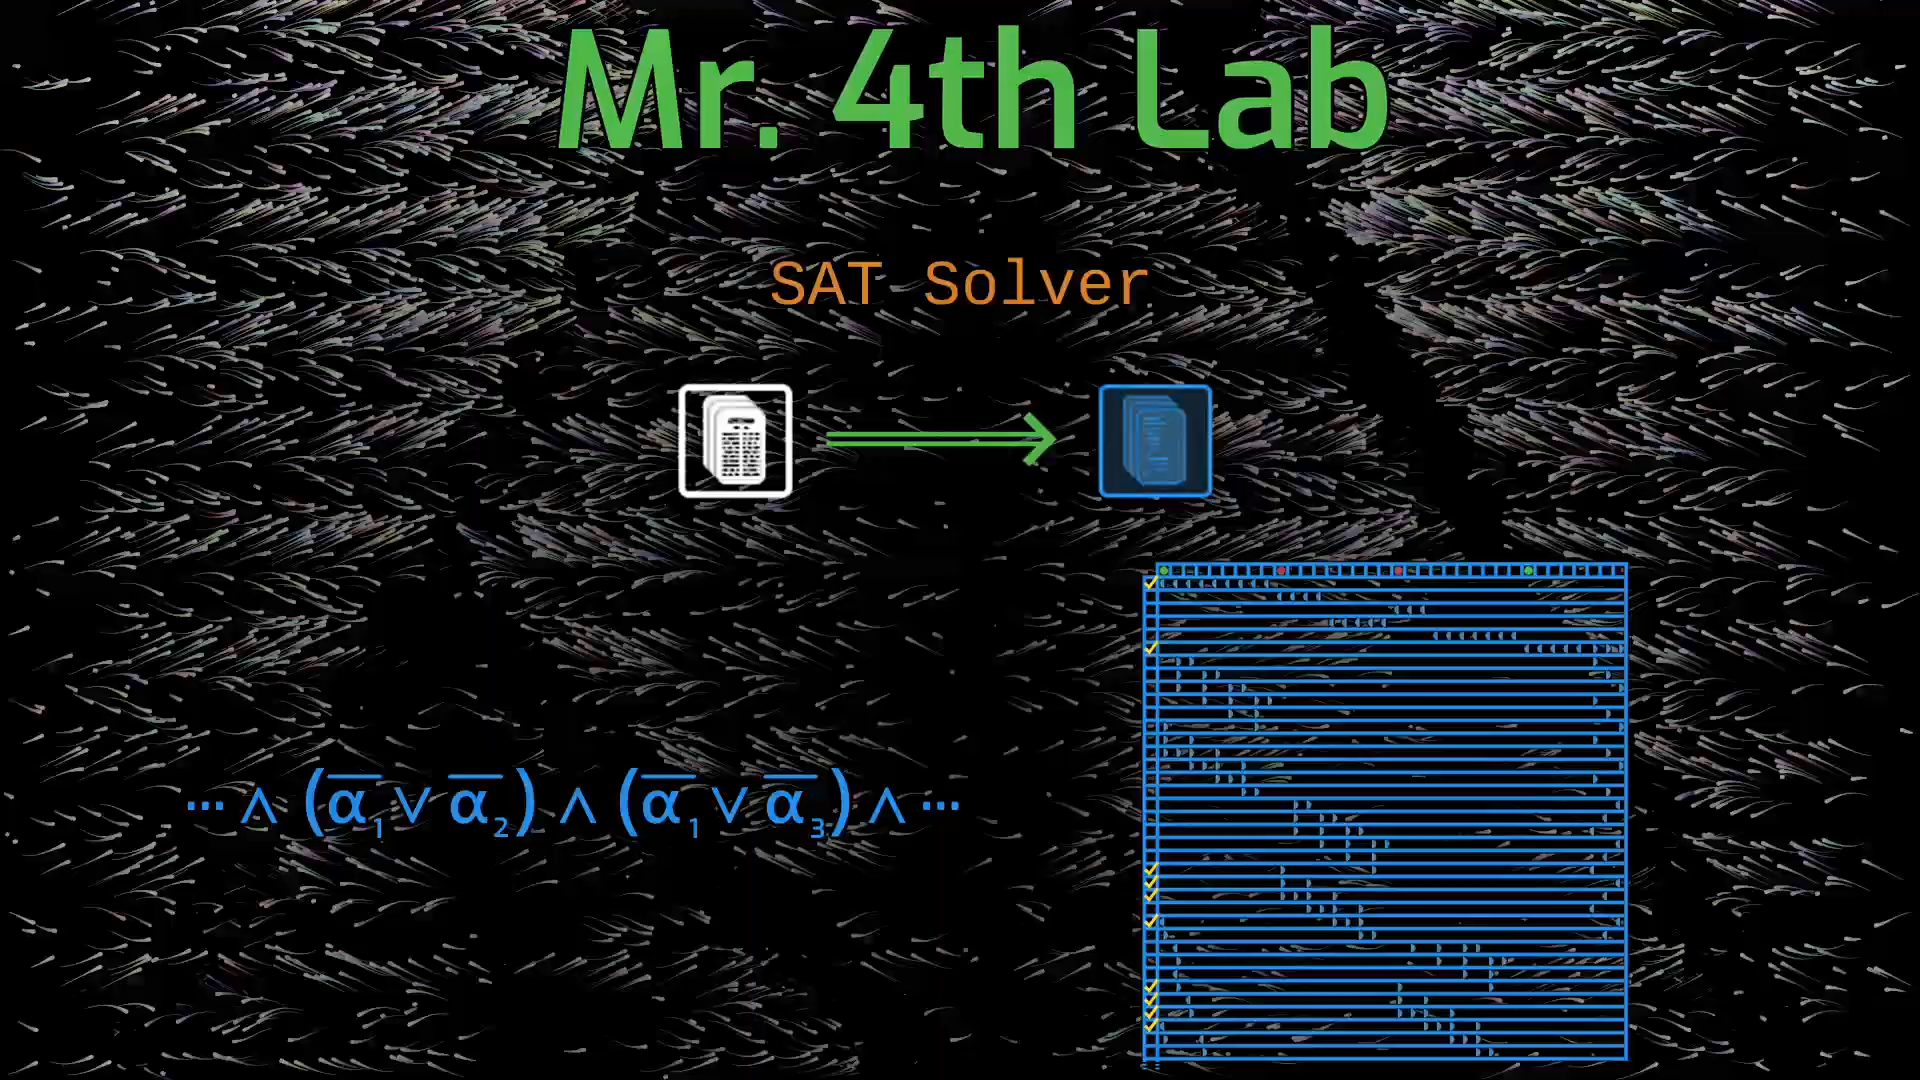 Mr. 4th Lab
SAT Solver
··· ∧ (α̅₁ ∨ α̅₂) ∧ (α̅₁ ∨ α̅₃) ∧ ···